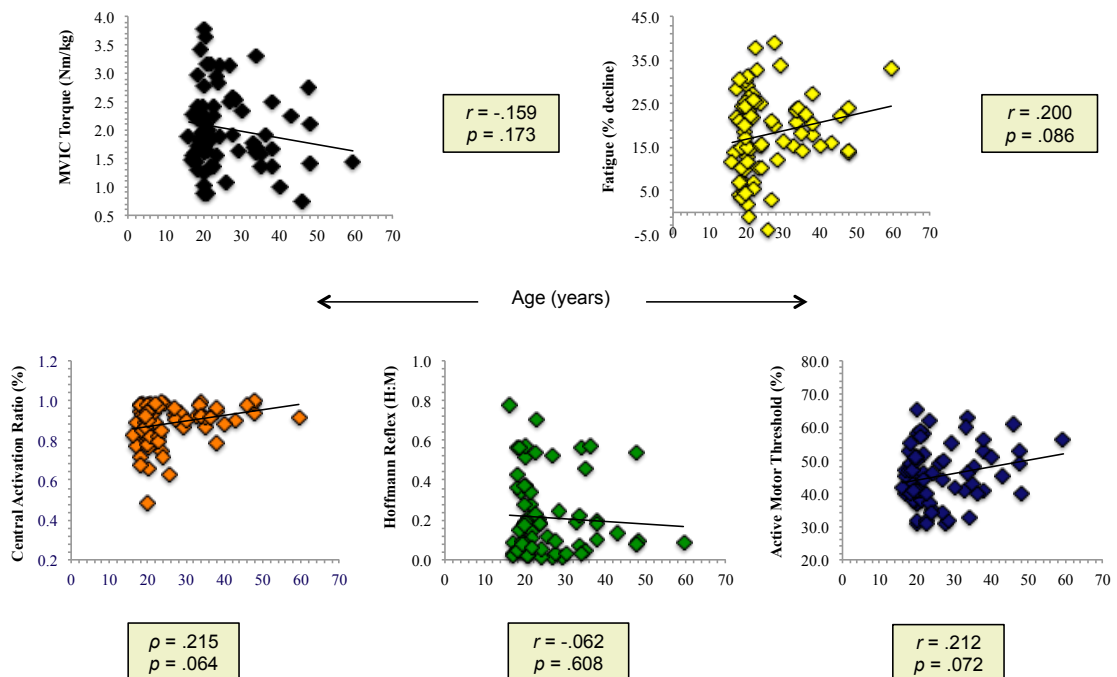 MVIC Torque (Nm/kg)
4.0
3.5
3.0
2.5
2.0
1.5
1.0
0.5
0 10 20 30 40 50 60 70
r = -.159
p = .173
Fatigue (% decline)
45.0
35.0
25.0
15.0
5.0
-5.0
0 10 20 30 40 50 60 70
r = .200
p = .086
Age (years)
Central Activation Ratio (%)
1.2
1.0
0.8
0.6
0.4
0.2
0 10 20 30 40 50 60 70
ρ = .215
p = .064
Hoffmann Reflex (H:M)
1.0
0.8
0.6
0.4
0.2
0.0
0 10 20 30 40 50 60 70
r = -.062
p = .608
Active Motor Threshold (%)
80.0
70.0
60.0
50.0
40.0
30.0
20.0
0 10 20 30 40 50 60 70
r = .212
p = .072